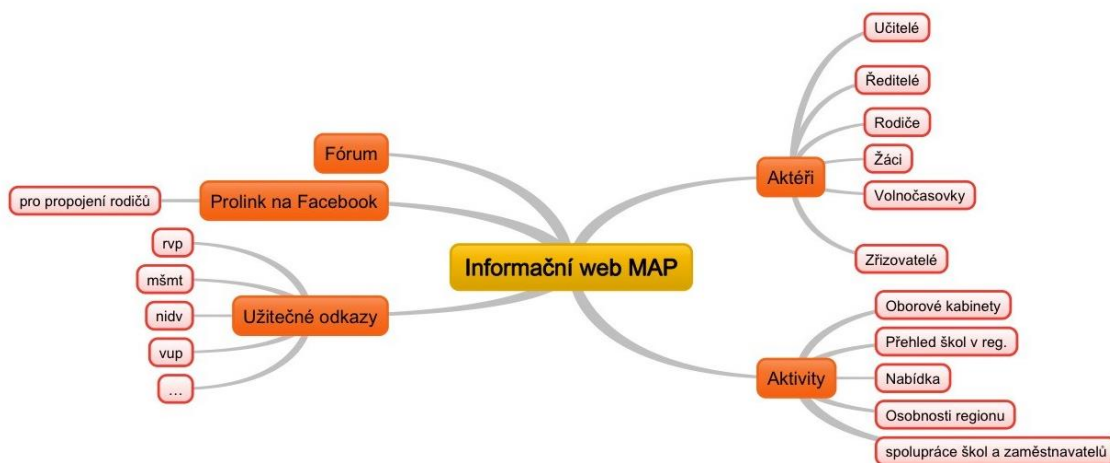 Informační web MAP
Fórum
Prolink na Facebook
pro propojení rodičů
Užitečné odkazy
rvp
mšmt
nidv
vup
...
Aktéři
Učitelé
Ředitelé
Rodiče
Žáci
Volnočasovky
Zřizovatelé
Aktivity
Oborové kabinety
Přehled škol v reg.
Nabídka
Osobnosti regionu
spolupráce škol a zaměstnavatelů